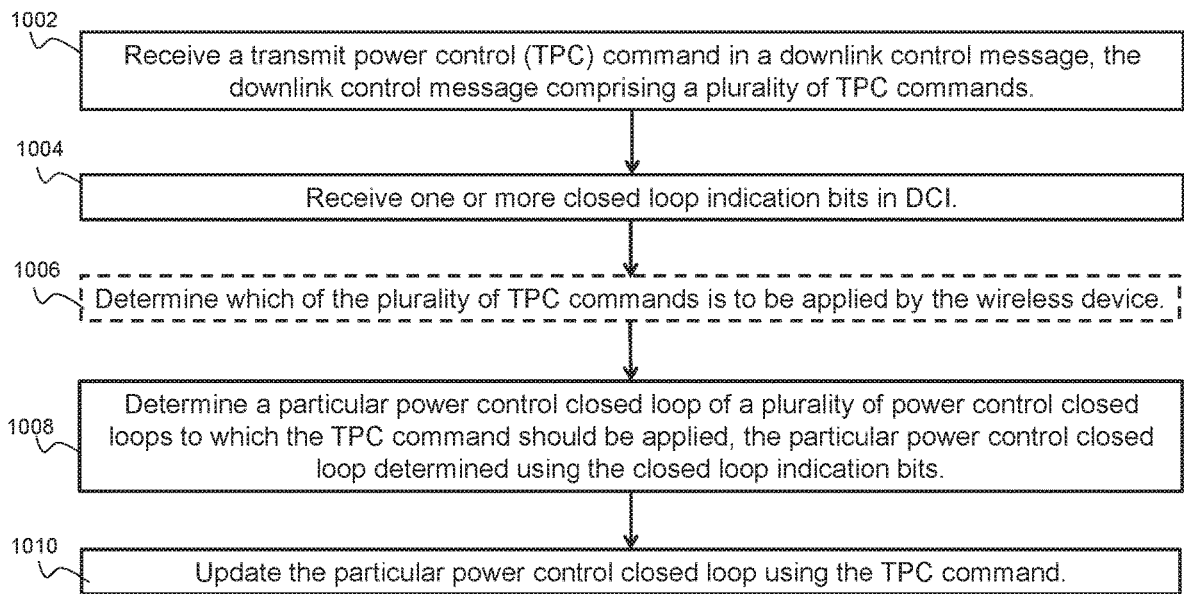 1002
Receive a transmit power control (TPC) command in a downlink control message, the
downlink control message comprising a plurality of TPC commands.
1004
Receive one or more closed loop indication bits in DCI.
1006
Determine which of the plurality of TPC commands is to be applied by the wireless device.
1008
Determine a particular power control closed loop of a plurality of power control closed
loops to which the TPC command should be applied, the particular power control closed
loop determined using the closed loop indication bits.
1010
Update the particular power control closed loop using the TPC command.